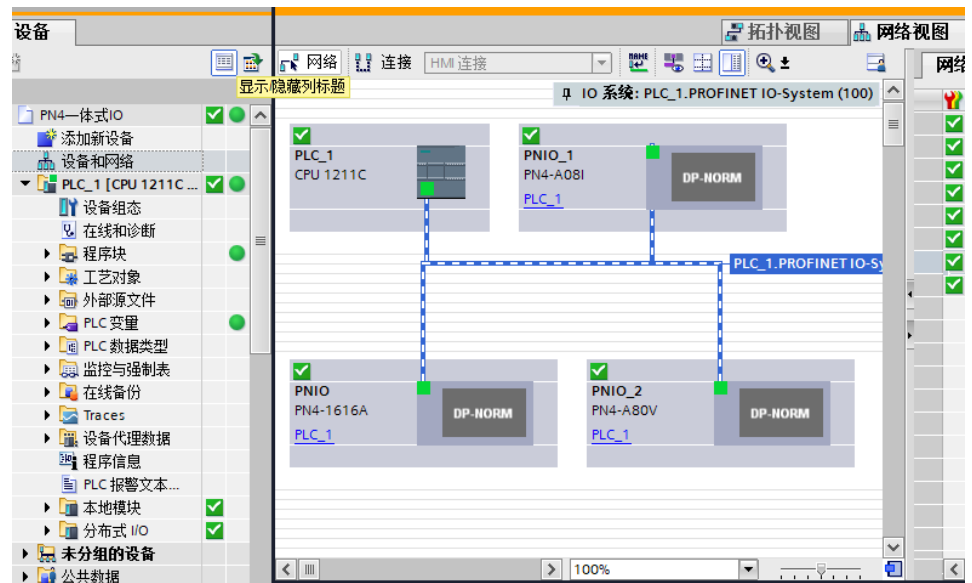 设备
拓扑视图
网络视图
网络
连接
HMI 连接
网络
显示/隐藏列标题
IO 系统: PLC_1.PROFINET IO-System (100)
PN4—体式IO
添加新设备
设备和网络
PLC_1 [CPU 1211C ...
设备组态
在线和诊断
程序块
工艺对象
外部源文件
PLC 变量
PLC 数据类型
监控与强制表
在线备份
Traces
设备代理数据
程序信息
PLC 报警文本...
本地模块
分布式 I/O
未分组的设备
公共数据
PLC_1
CPU 1211C
PNIO_1
PN4-A08I
PLC_1
DP-NORM
PLC_1.PROFINET IO-Sy
PNIO
PN4-1616A
PLC_1
DP-NORM
PNIO_2
PN4-A80V
PLC_1
DP-NORM
100%